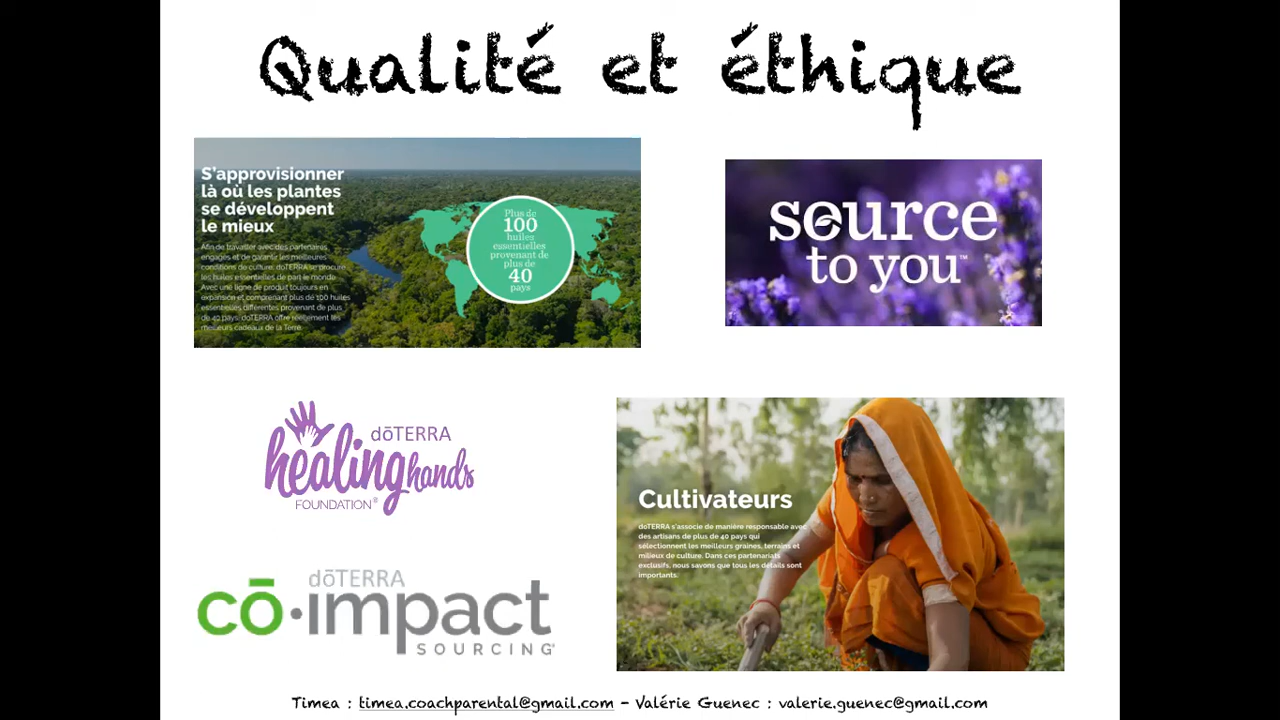 Qualité et éthique
S'approvisionner
là où les plantes
se développent
le mieux
Afin de travailler avec des partenaires
engagés et de garantir les meilleures
conditions de culture, doTERRA se procure
les huiles essentielles de part le monde.
Avec une ligne de produit toujours en
expansion et comprenant plus de 100 huiles
essentielles différentes provenant de plus
de 40 pays, doTERRA offre réellement les
meilleurs cadeaux de la Terre.
Plus de
100
huiles
essentielles
provenant de
plus de
40
pays
source
to you™
dōTERRA
healing hands
FOUNDATION®
Cultivateurs
doTERRA s'associe de manière responsable avec
des artisans de plus de 40 pays qui
sélectionnent les meilleurs graines, terrains et
milieux de culture. Dans ces partenariats
exclusifs, nous savons que tous les détails sont
importants.
dōTERRA
cō•impact
SOURCING®
Timea : timea.coachparental@gmail.com - Valérie Guenec : valerie.guenec@gmail.com